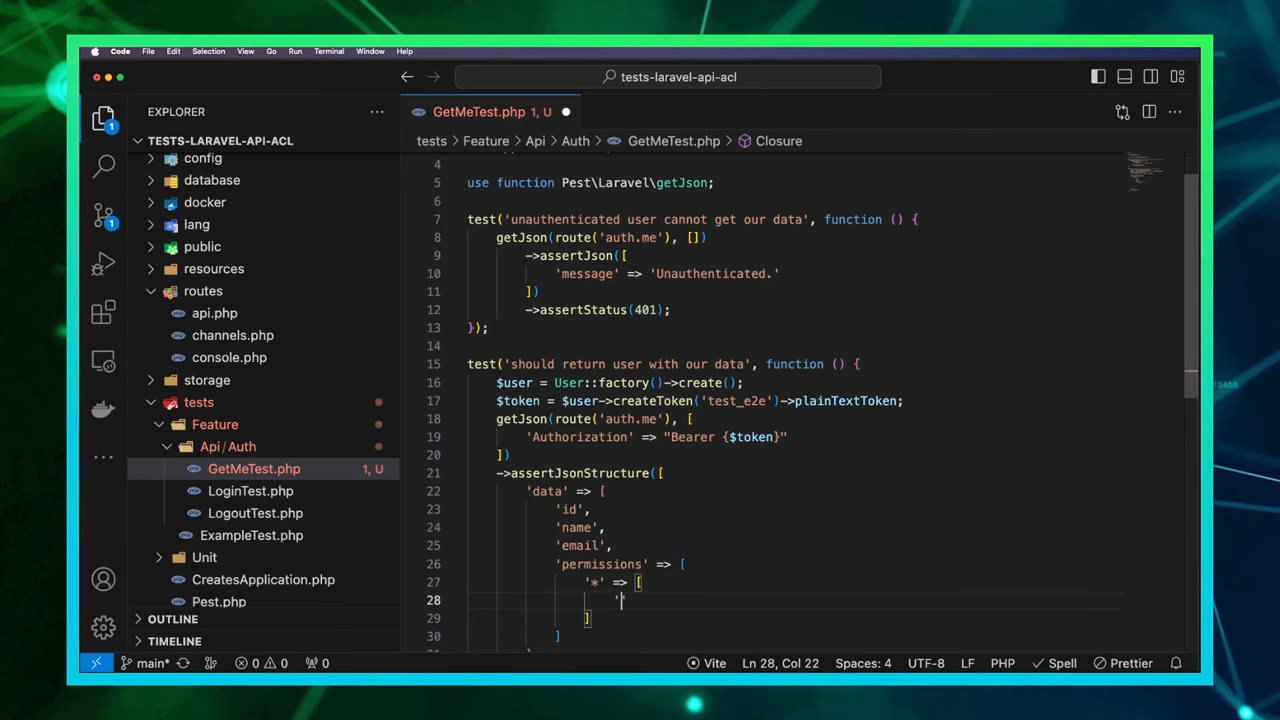 Code File Edit Selection View Go Run Terminal Window Help
tests-laravel-api-acl
EXPLORER
TESTS-LARAVEL-API-ACL
config
database
docker
lang
public
resources
routes
api.php
channels.php
console.php
storage
tests
Feature
Api/Auth
GetMeTest.php 1, U
LoginTest.php
LogoutTest.php
ExampleTest.php
Unit
CreatesApplication.php
Pest.php
OUTLINE
TIMELINE
1
1
GetMeTest.php 1, U
tests > Feature > Api > Auth > GetMeTest.php > Closure
4
5 use function Pest\Laravel\getJson;
6
7 test('unauthenticated user cannot get our data', function () {
8 getJson(route('auth.me'), [])
9 ->assertJson([
10 'message' => 'Unauthenticated.'
11 ])
12 ->assertStatus(401);
13 });
14
15 test('should return user with our data', function () {
16 $user = User::factory()->create();
17 $token = $user->createToken('test_e2e')->plainTextToken;
18 getJson(route('auth.me'), [
19 'Authorization' => "Bearer {$token}"
20 ])
21 ->assertJsonStructure([
22 'data' => [
23 'id',
24 'name',
25 'email',
26 'permissions' => [
27 '*' => [
28 ''
29 ]
30 ]
main* 0 0 0 Vite Ln 28, Col 22 Spaces: 4 UTF-8 LF PHP Spell Prettier